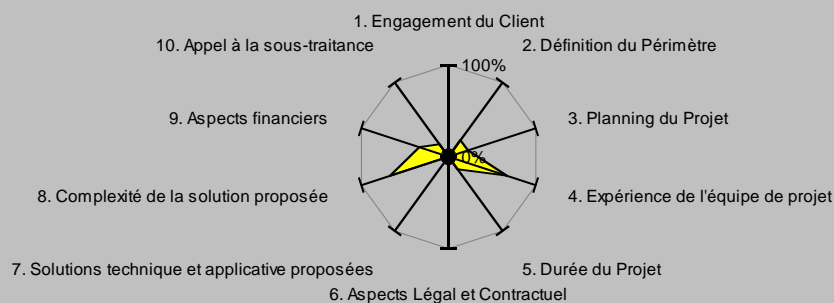 1. Engagement du Client
10. Appel à la sous-traitance
2. Définition du Périmètre
100%
9. Aspects financiers
3. Planning du Projet
0%
8. Complexité de la solution proposée
4. Expérience de l'équipe de projet
7. Solutions technique et applicative proposées
5. Durée du Projet
6. Aspects Légal et Contractuel